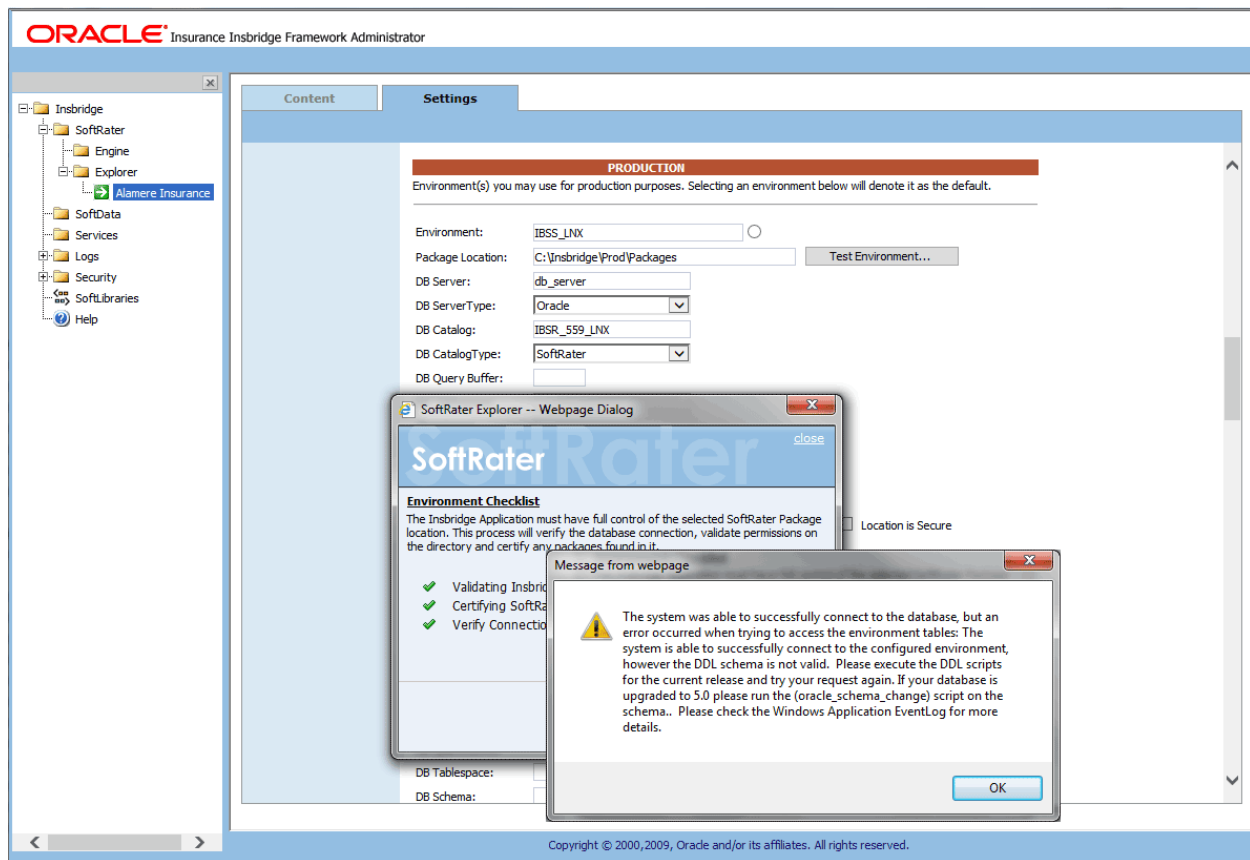 ORACLE Insurance Insbridge Framework Administrator
Insbridge
SoftRater
Engine
Explorer
Alamere Insurance
SoftData
Services
Logs
Security
SoftLibraries
Help
Content
Settings
PRODUCTION
Environment(s) you may use for production purposes. Selecting an environment below will denote it as the default.
Environment: IBSS_LNX
Package Location: C:\Insbridge\Prod\Packages Test Environment...
DB Server: db_server
DB ServerType: Oracle
DB Catalog: IBSR_559_LNX
DB CatalogType: SoftRater
DB Query Buffer:
SoftRater Explorer -- Webpage Dialog
SoftRater
close
SoftRater
Environment Checklist
The Insbridge Application must have full control of the selected SoftRater Package
location. This process will verify the database connection, validate permissions on
the directory and certify any packages found in it.
Validating Insbrid
Certifying SoftRa
Verify Connectio
Location is Secure
Message from webpage
The system was able to successfully connect to the database, but an
error occurred when trying to access the environment tables: The
system is able to successfully connect to the configured environment,
however the DDL schema is not valid.  Please execute the DDL scripts
for the current release and try your request again. If your database is
upgraded to 5.0 please run the (oracle_schema_change) script on the
schema..  Please check the Windows Application EventLog for more
details.
OK
DB Tablespace:
DB Schema:
Copyright © 2000,2009, Oracle and/or its affiliates. All rights reserved.